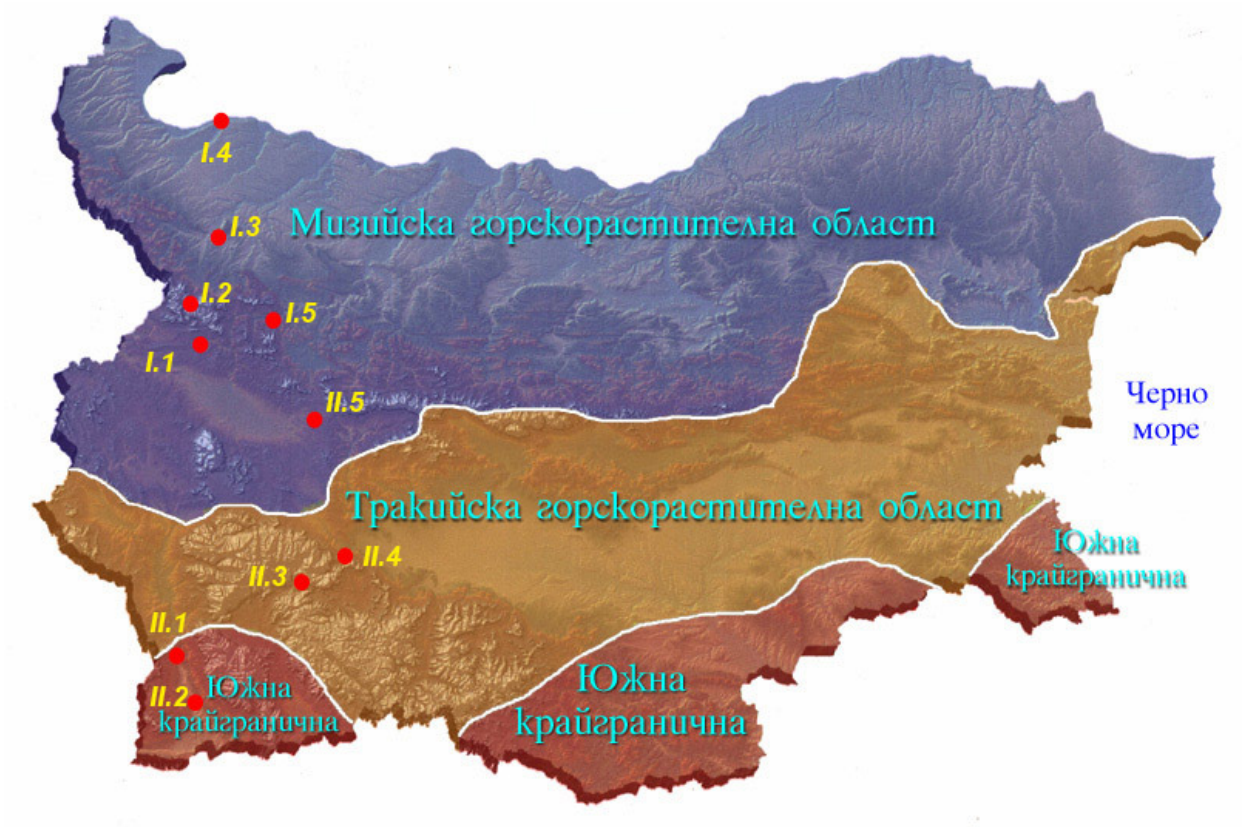 I.4
I.3
Мизийска горскорастителна област
I.2
I.5
I.1
II.5
Черно
море
Тракийска горскорастителна област
II.4
II.3
Южна
крайгранична
II.1
II.2
Южна
крайгранична
Южна
крайгранична